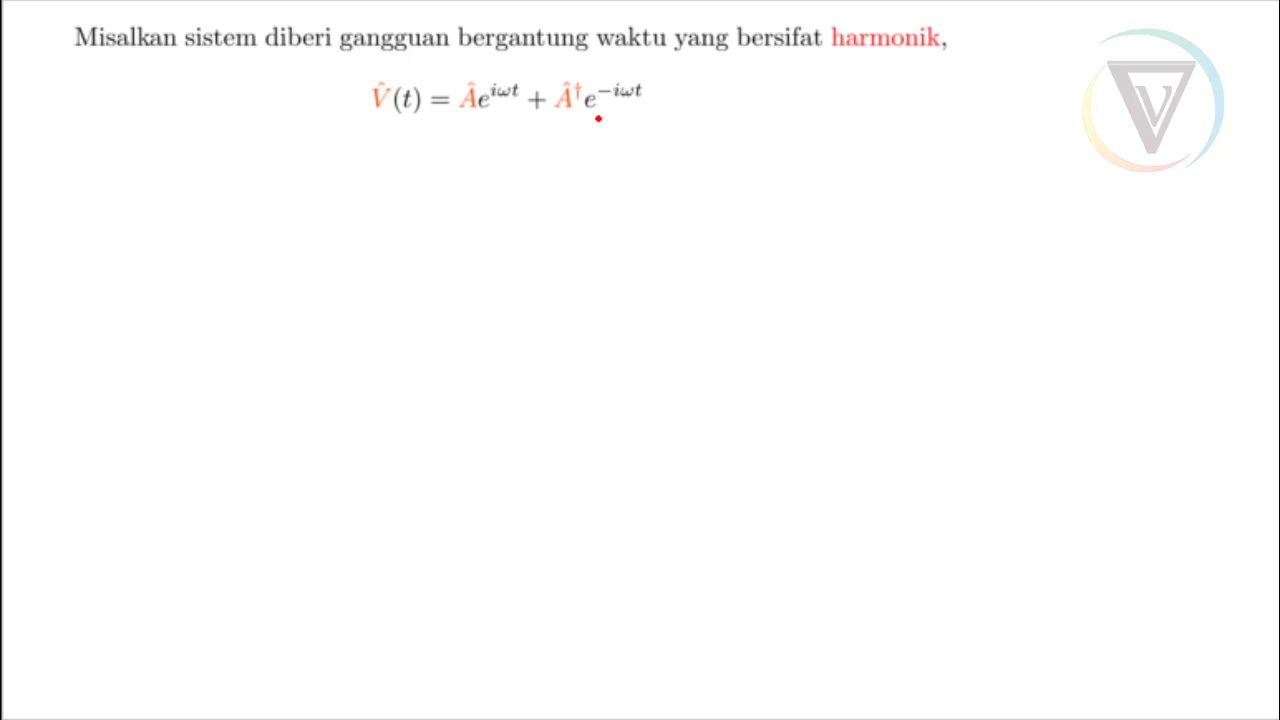 Misalkan sistem diberi gangguan bergantung waktu yang bersifat harmonik,
V̂(t) = Âe^{iωt} + Â†e^{−iωt}